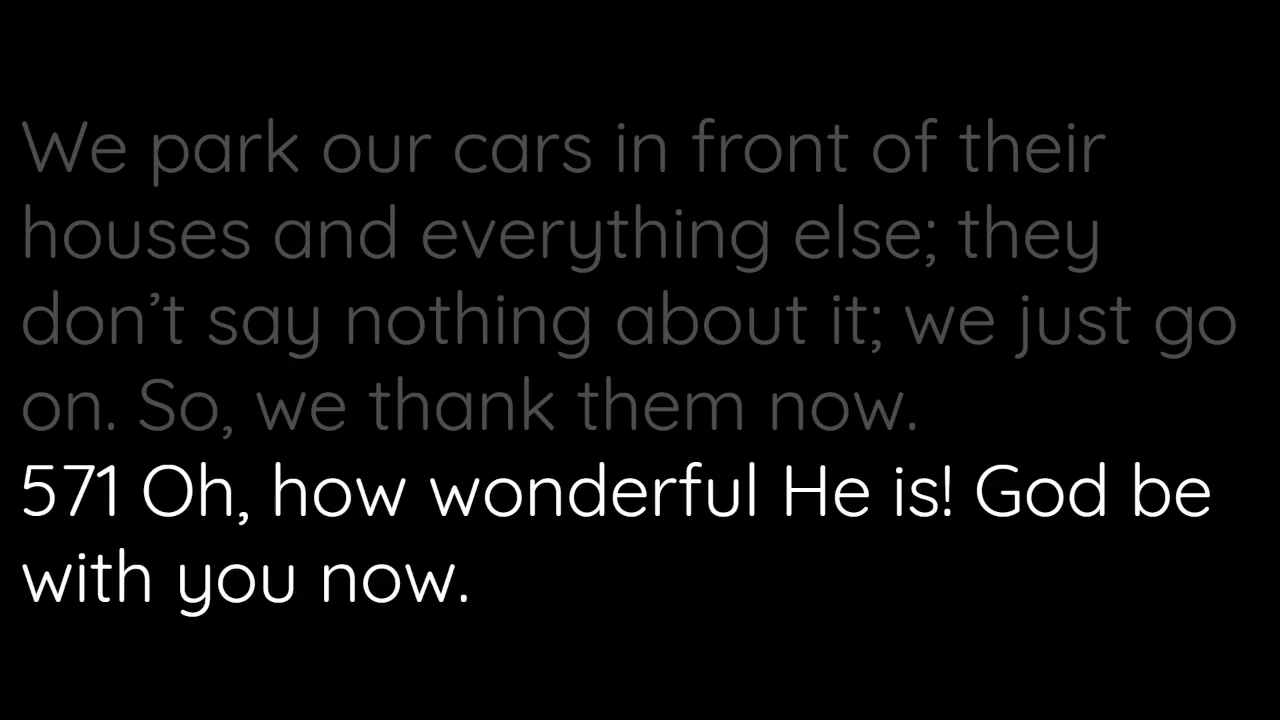 We park our cars in front of their
houses and everything else; they
don’t say nothing about it; we just go
on. So, we thank them now.
571 Oh, how wonderful He is! God be
with you now.